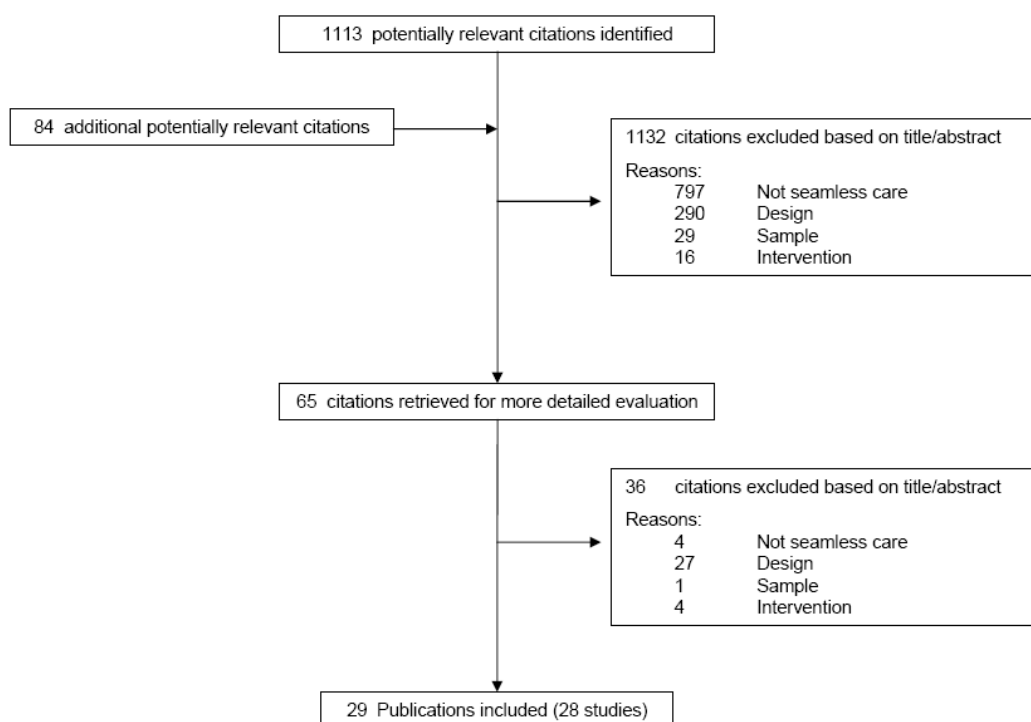 1113 potentially relevant citations identified
84 additional potentially relevant citations
1132 citations excluded based on title/abstract
Reasons:
797 Not seamless care
290 Design
29 Sample
16 Intervention
65 citations retrieved for more detailed evaluation
36 citations excluded based on title/abstract
Reasons:
4 Not seamless care
27 Design
1 Sample
4 Intervention
29 Publications included (28 studies)